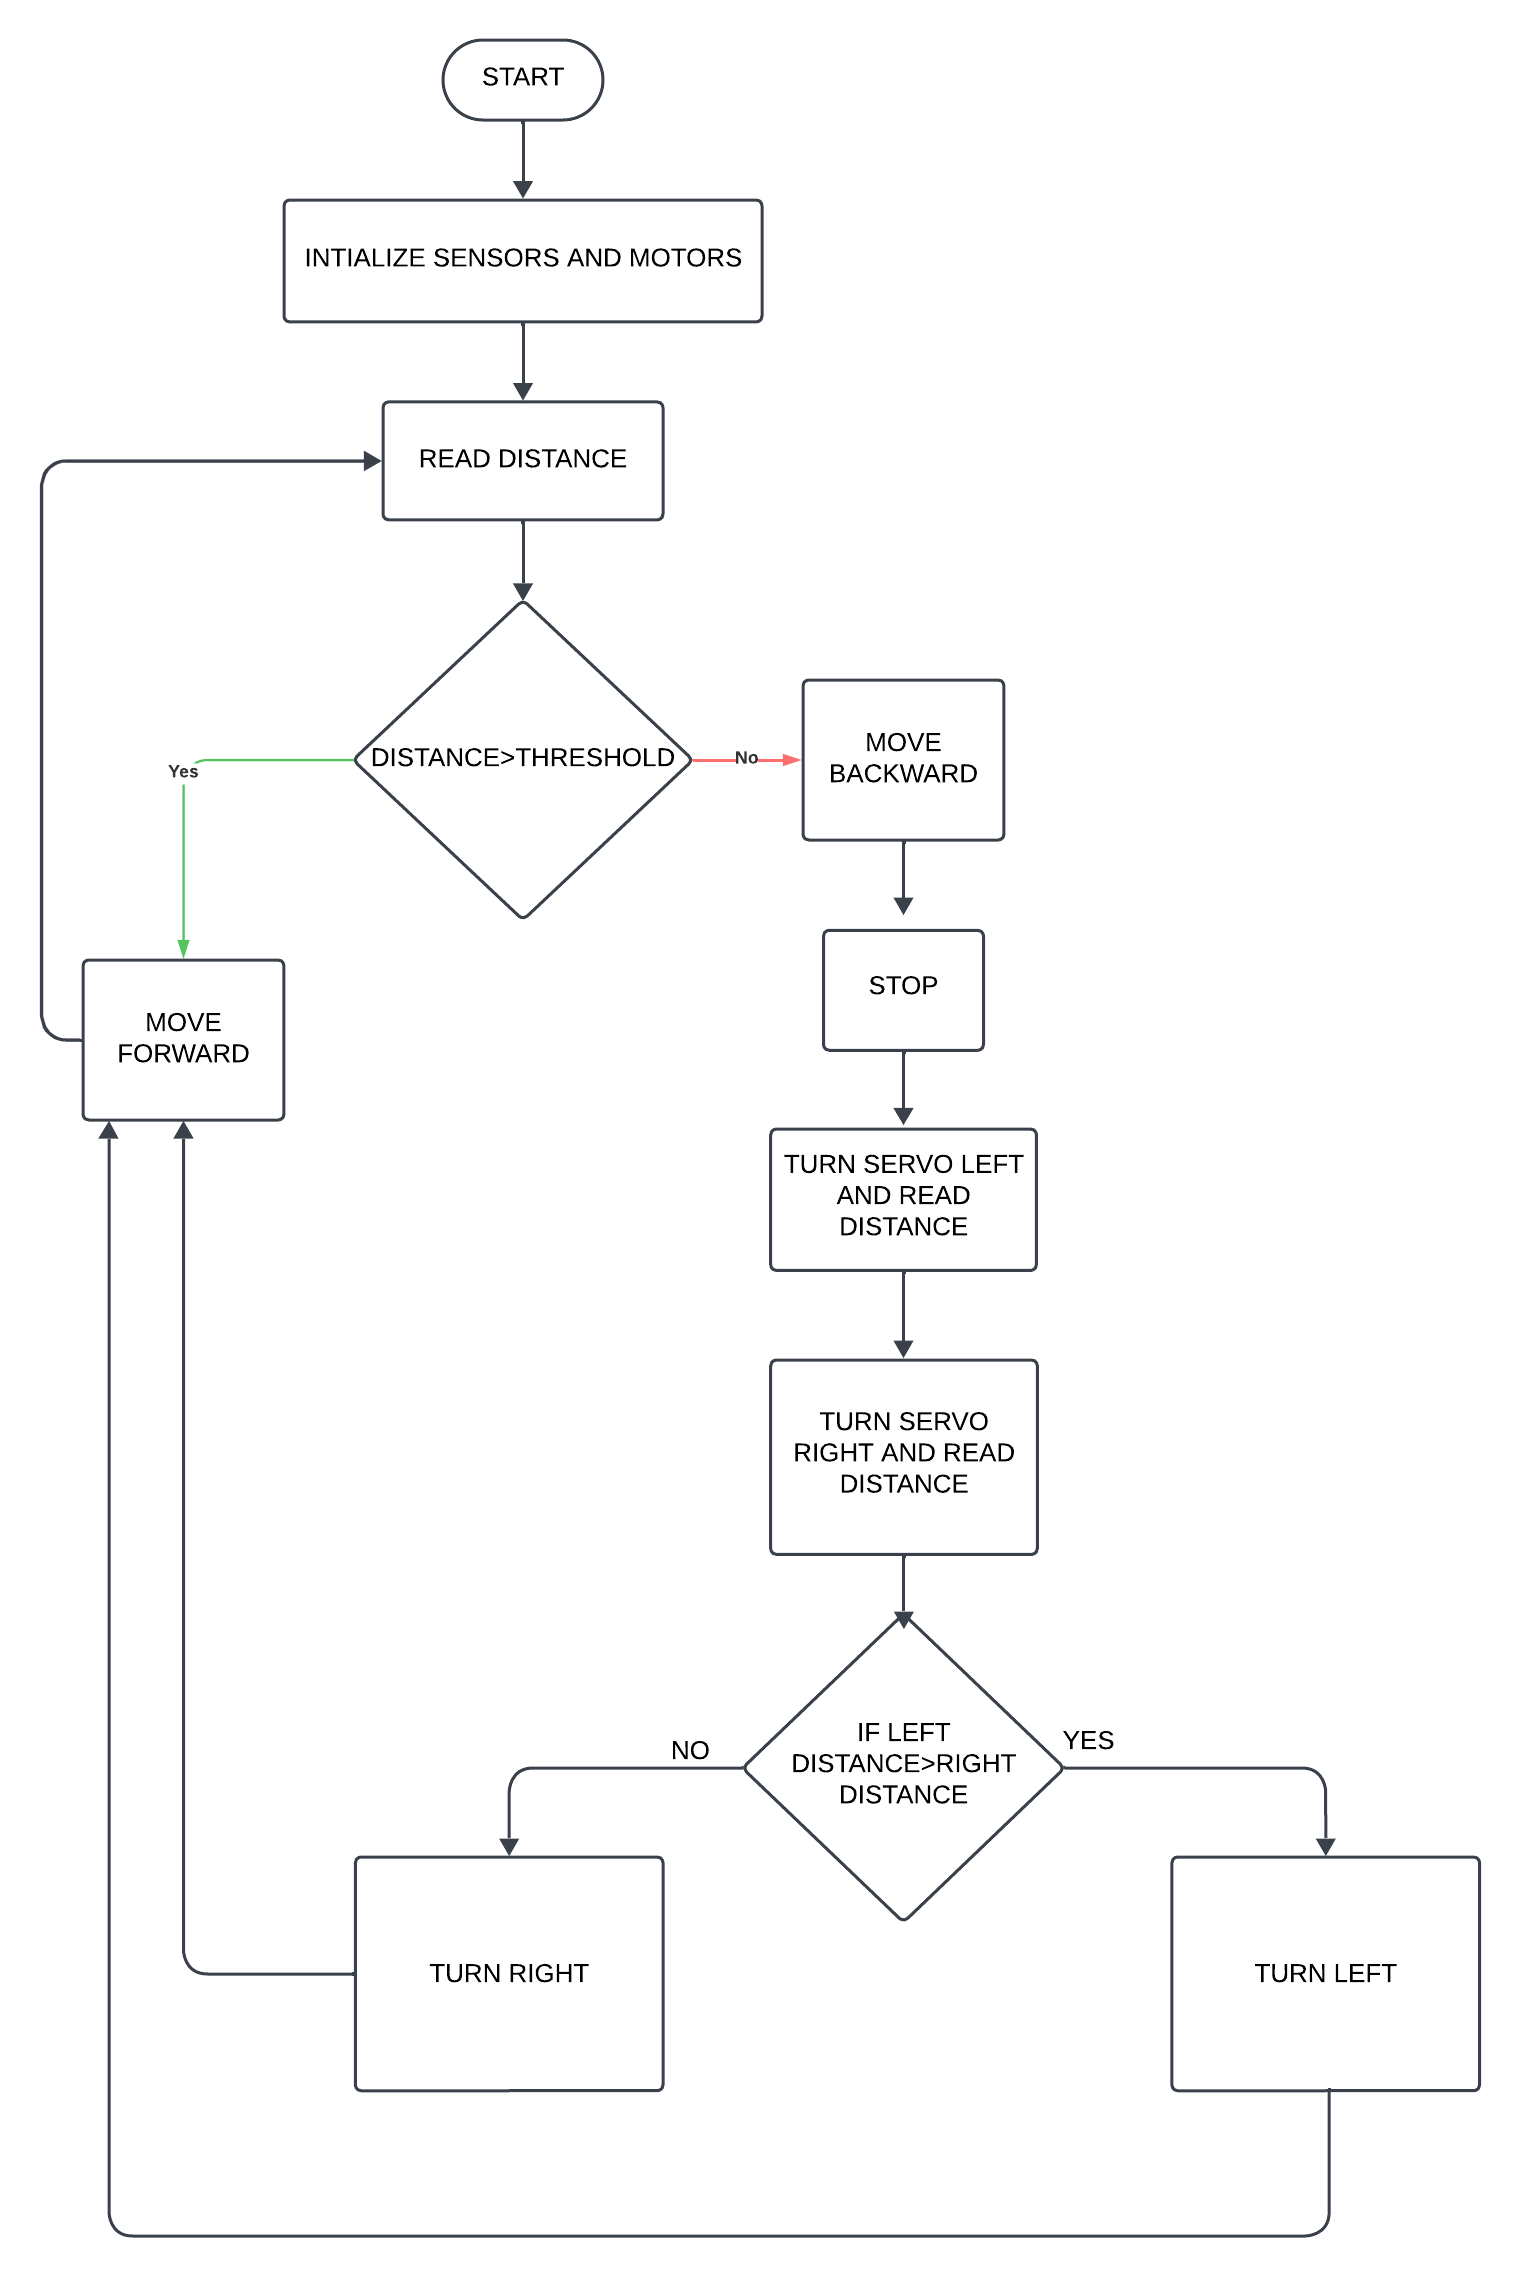 START
INTIALIZE SENSORS AND MOTORS
READ DISTANCE
DISTANCE>THRESHOLD
Yes
No
MOVE
BACKWARD
STOP
MOVE
FORWARD
TURN SERVO LEFT
AND READ
DISTANCE
TURN SERVO
RIGHT AND READ
DISTANCE
IF LEFT
DISTANCE>RIGHT
DISTANCE
NO
YES
TURN RIGHT
TURN LEFT